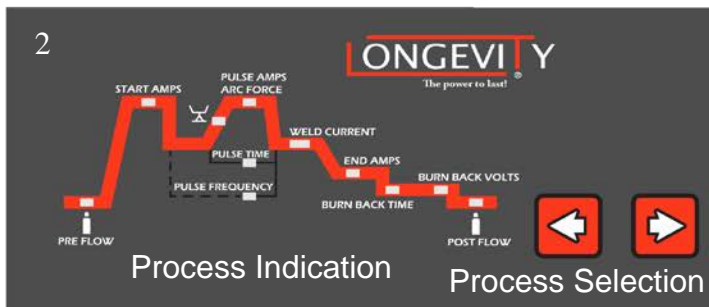 2
LONGEVITY®
The power to last!
PULSE AMPS
ARC FORCE
START AMPS
WELD CURRENT
PULSE TIME
END AMPS
PULSE FREQUENCY
BURN BACK VOLTS
BURN BACK TIME
PRE FLOW
POST FLOW
Process Indication
Process Selection